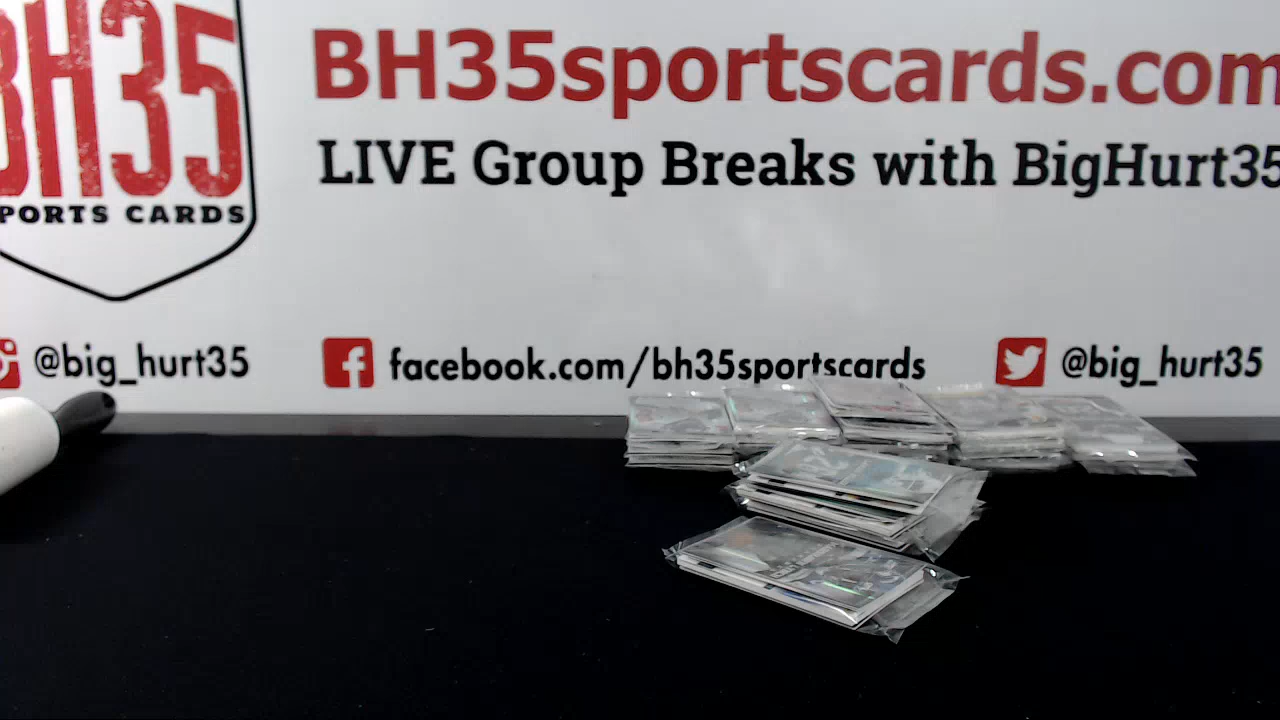 BH35
PORTS CARDS
BH35sportscards.com
LIVE Group Breaks with BigHurt35
@big_hurt35
facebook.com/bh35sportscards
@big_hurt35